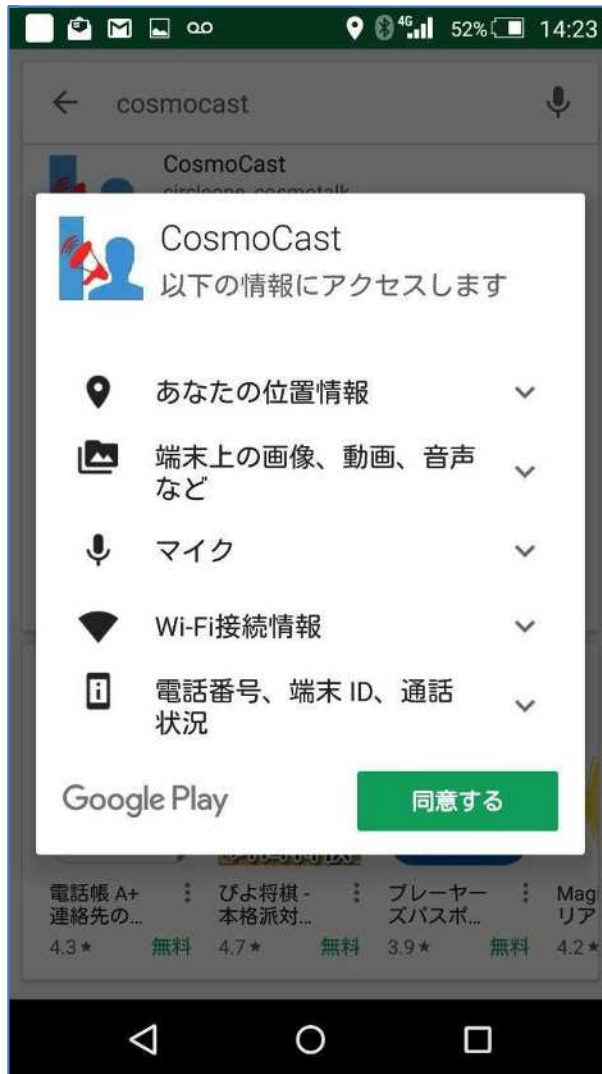 4G 52% 14:23
cosmocast
CosmoCast
CosmoCast
以下の情報にアクセスします
あなたの位置情報
端末上の画像、動画、音声
など
マイク
Wi-Fi接続情報
電話番号、端末 ID、通話
状況
Google Play 同意する
電話帳 A+ ぴよ将棋 - プレーヤー Magi
連絡先の... 本格派対... ズパスポ... リア
4.3★ 無料 4.7★ 無料 3.9★ 無料 4.2★